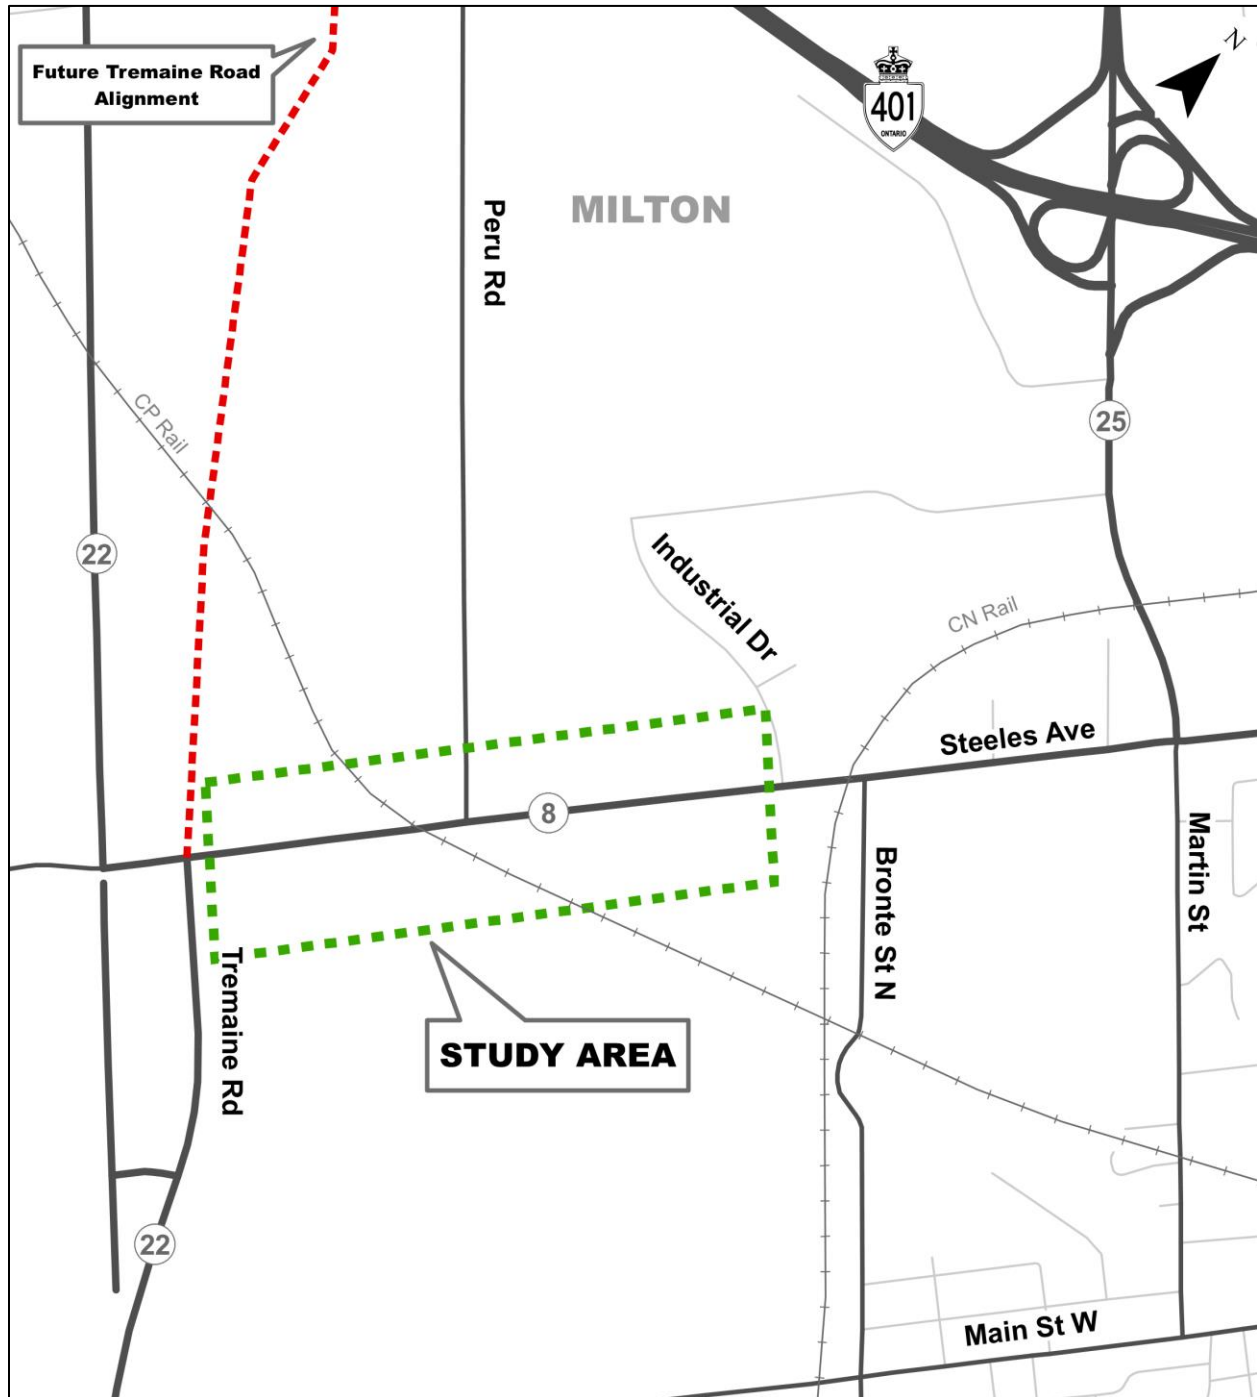 N
Future Tremaine Road
Alignment
401
ONTARIO
MILTON
Peru Rd
CP Rail
25
22
Industrial Dr
CN Rail
Steeles Ave
8
Martin St
Bronte St N
Tremaine Rd
STUDY AREA
22
Main St W